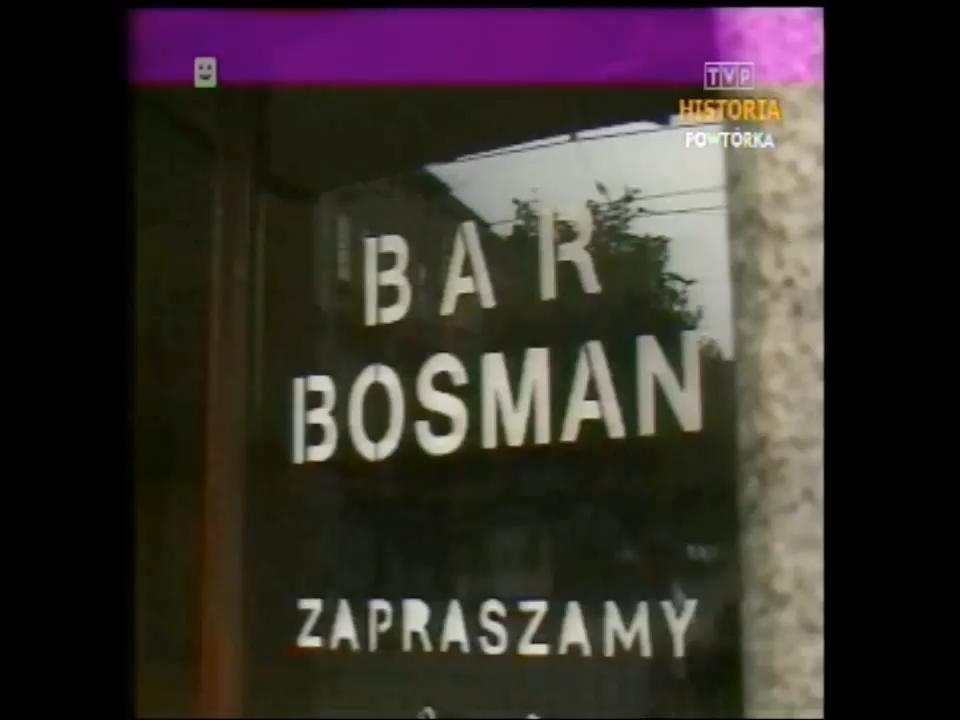 TVP
HISTORIA
POWTÓRKA
BAR
BOSMAN
ZAPRASZAMY